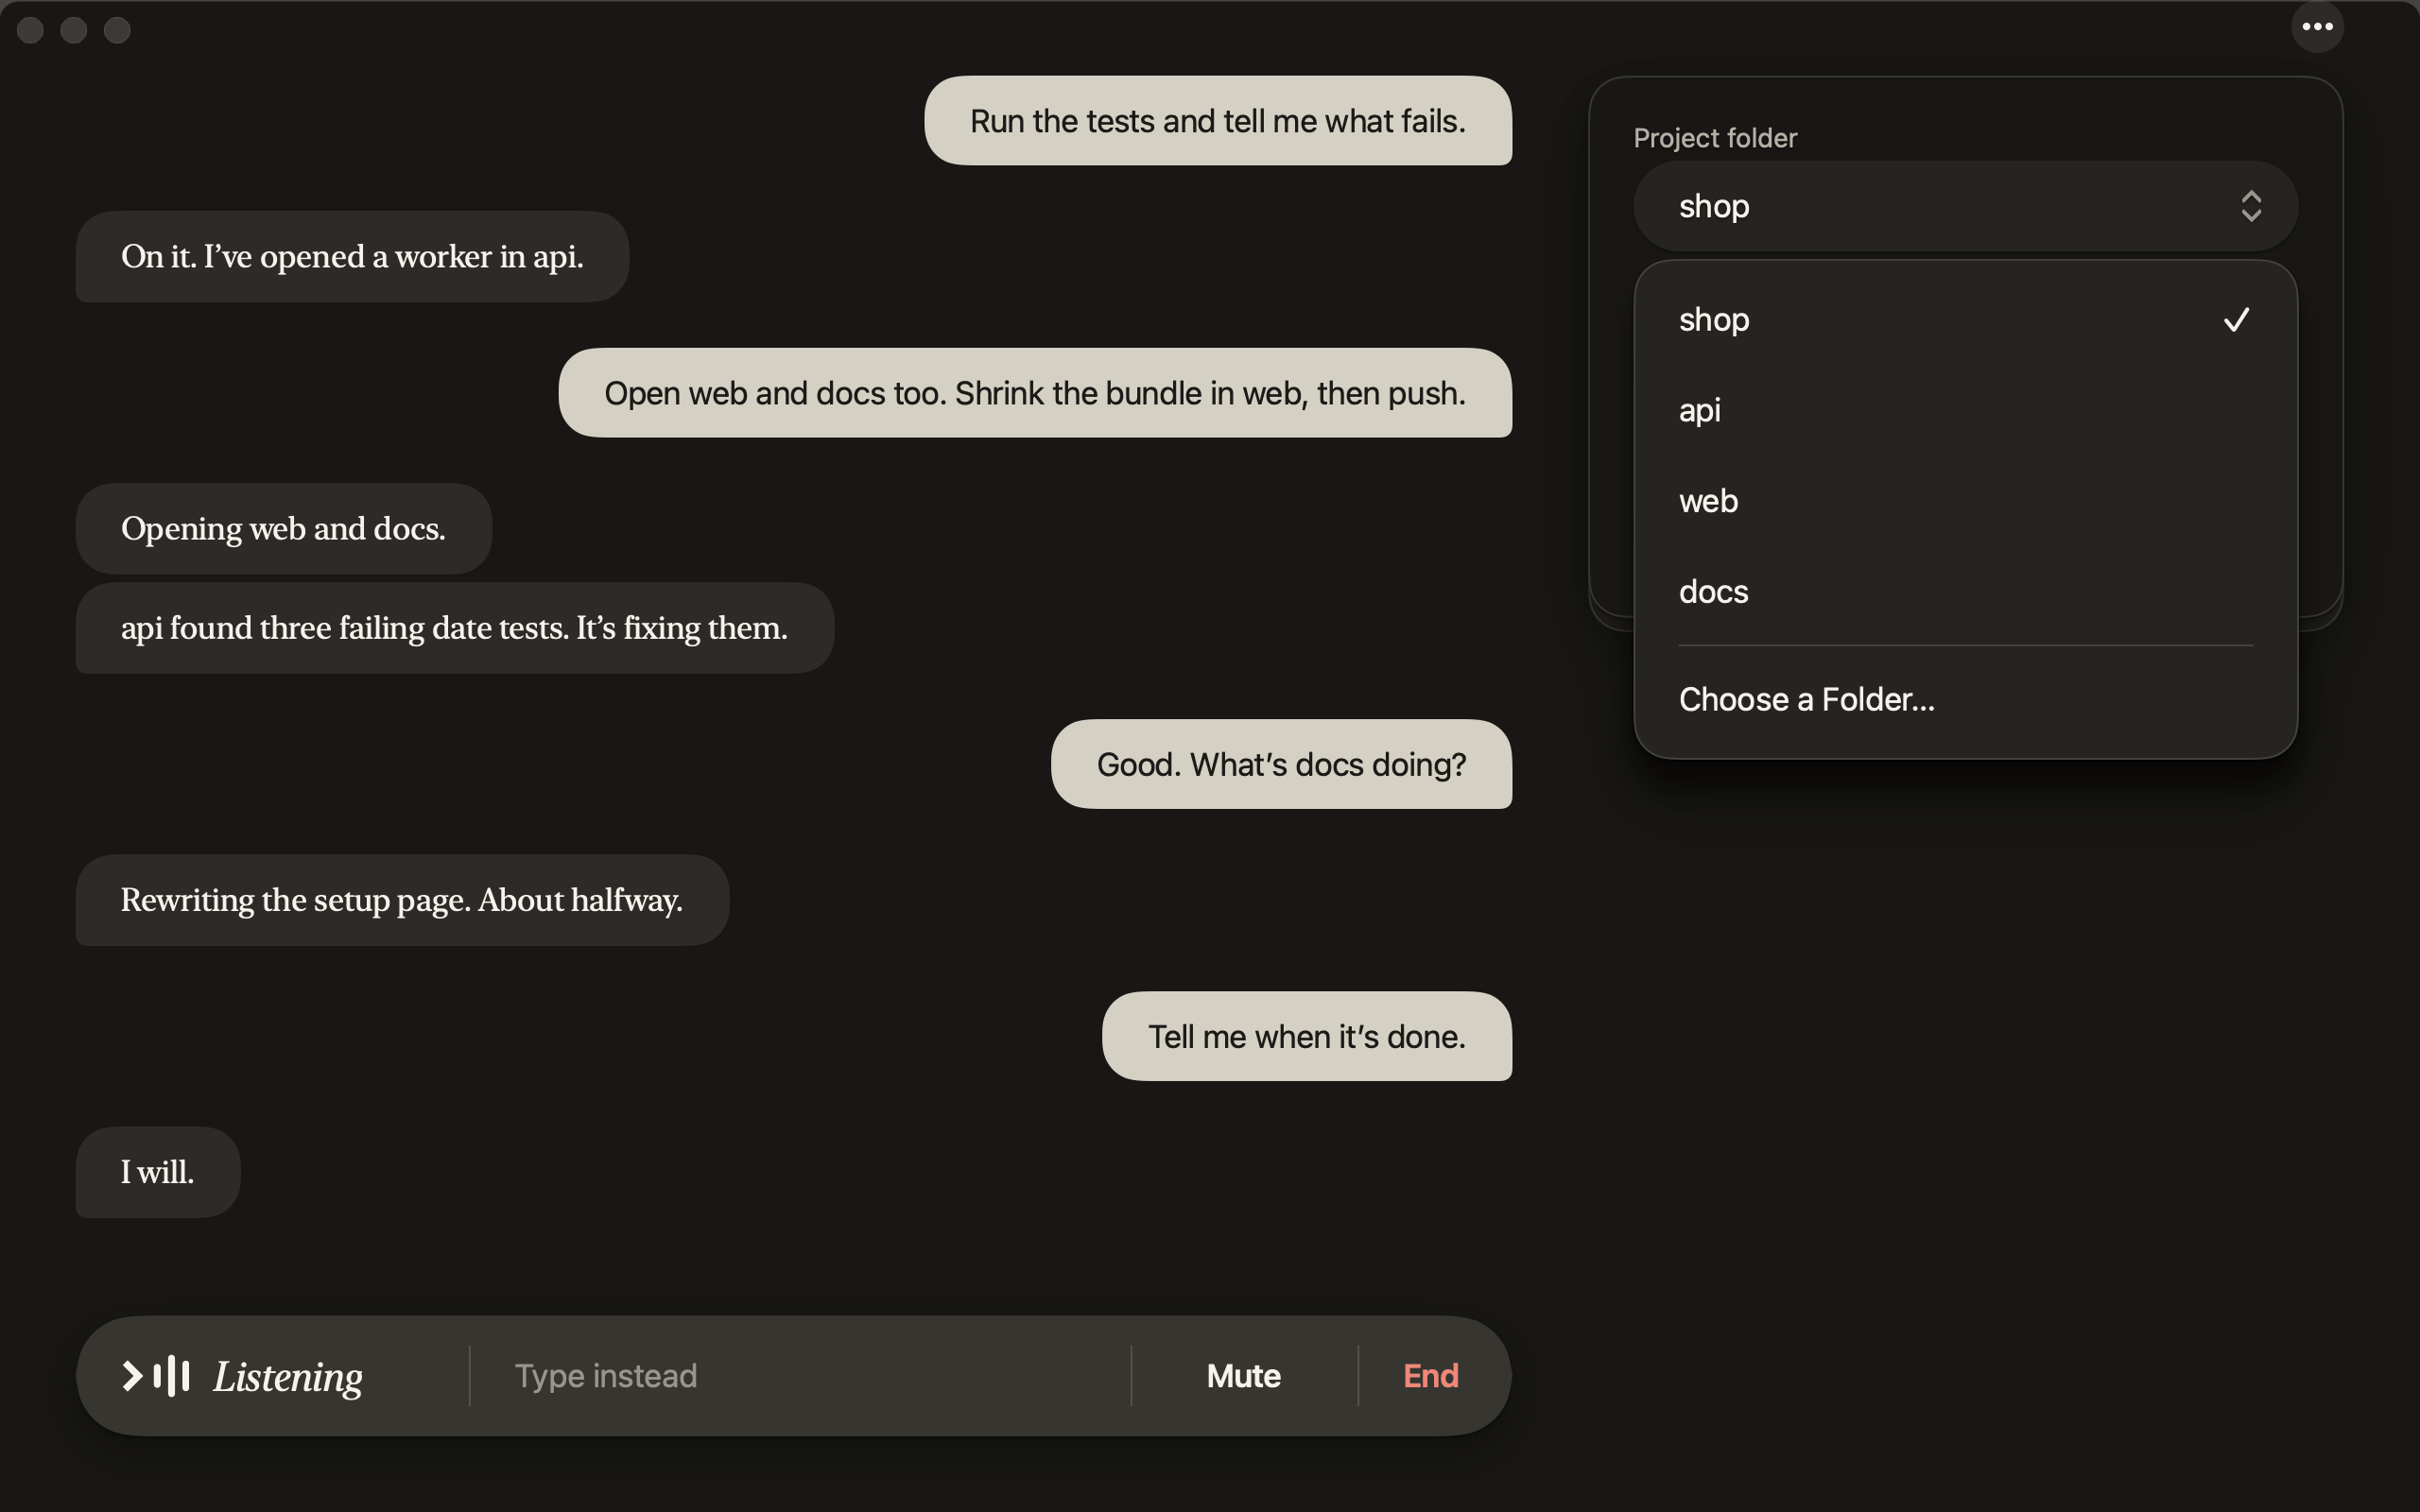 Run the tests and tell me what fails.
On it. I’ve opened a worker in api.
Open web and docs too. Shrink the bundle in web, then push.
Opening web and docs.
api found three failing date tests. It’s fixing them.
Good. What’s docs doing?
Rewriting the setup page. About halfway.
Tell me when it’s done.
I will.
Listening
Type instead
Mute
End
Project folder
shop
shop
api
web
docs
Choose a Folder...